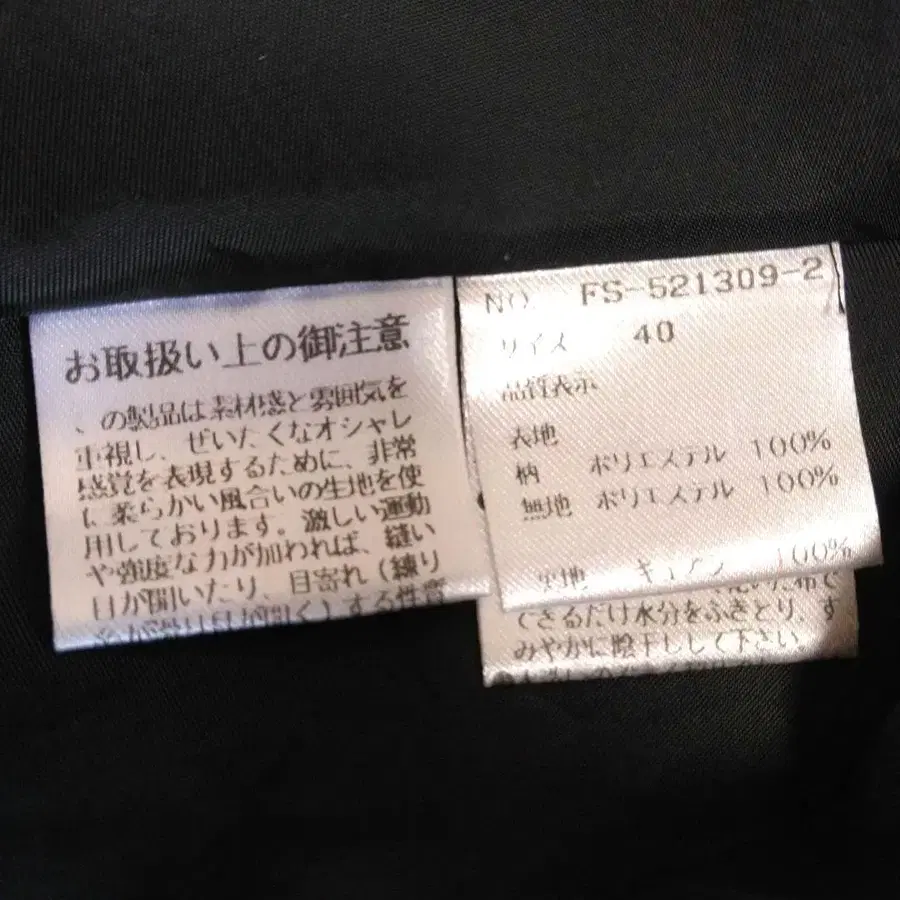 お取扱い上の御注意
の製品は素材感と雰囲気を
重視し、ぜいたくなオシャレ
感覚を表現するために、非常
に柔らかい風合いの生地を使
用しております。激しい運動
や強度な力が加われば、縫い
目が開いたり、目寄れ(練り
する性質
NO. FS-521309-2
サイズ 40
品質表示
表地
柄 ポリエステル 100%
無地 ポリエステル 100%
裏地 キュプラ 100%
できるだけ水分をふきとり、す
みやかに陰干しして下さい。